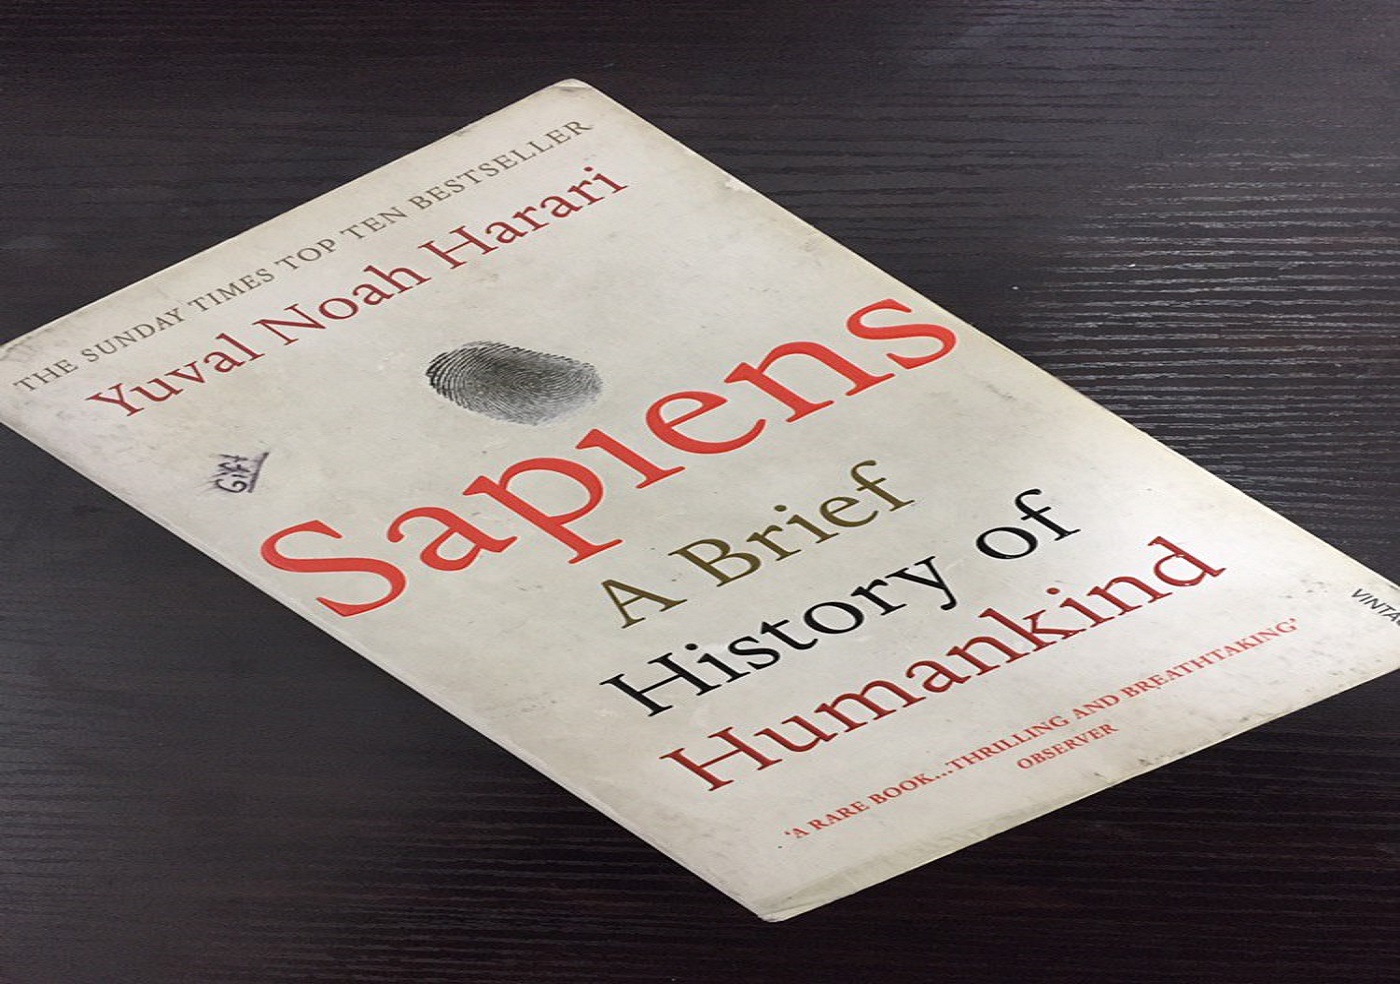 THE SUNDAY TIMES TOP TEN BESTSELLER
Yuval Noah Harari
Gift
Sapiens
A Brief
History of
Humankind
VINTA
'A RARE BOOK...THRILLING AND BREATHTAKING'
OBSERVER